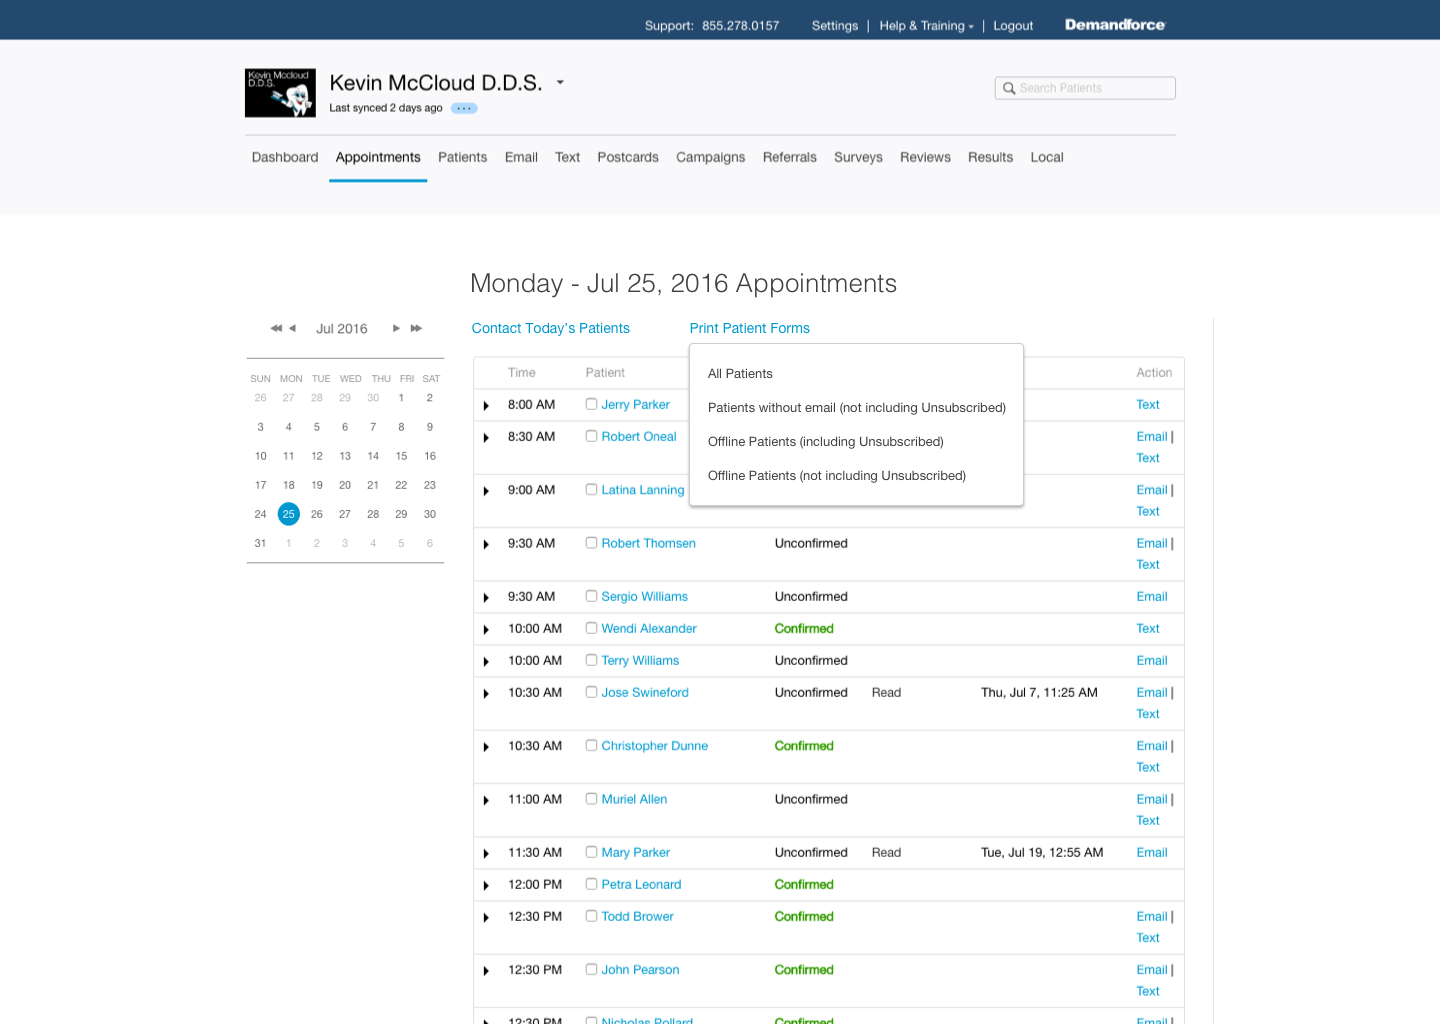 Support: 855.278.0157 Settings | Help & Training | Logout Demandforce
Kevin Mccloud
D.D.S.
Kevin McCloud D.D.S.
Last synced 2 days ago
Search Patients
Dashboard Appointments Patients Email Text Postcards Campaigns Referrals Surveys Reviews Results Local
Monday - Jul 25, 2016 Appointments
Jul 2016
SUN MON TUE WED THU FRI SAT
26 27 28 29 30 1 2
3 4 5 6 7 8 9
10 11 12 13 14 15 16
17 18 19 20 21 22 23
24 25 26 27 28 29 30
31 1 2 3 4 5 6
Contact Today's Patients Print Patient Forms
All Patients
Patients without email (not including Unsubscribed)
Offline Patients (including Unsubscribed)
Offline Patients (not including Unsubscribed)
Time Patient Action
8:00 AM Jerry Parker Text
8:30 AM Robert Oneal Email |
Text
9:00 AM Latina Lanning Email |
Text
9:30 AM Robert Thomsen Unconfirmed Email |
Text
9:30 AM Sergio Williams Unconfirmed Email
10:00 AM Wendi Alexander Confirmed Text
10:00 AM Terry Williams Unconfirmed Email
10:30 AM Jose Swineford Unconfirmed Read Thu, Jul 7, 11:25 AM Email |
Text
10:30 AM Christopher Dunne Confirmed Email |
Text
11:00 AM Muriel Allen Unconfirmed Email |
Text
11:30 AM Mary Parker Unconfirmed Read Tue, Jul 19, 12:55 AM Email
12:00 PM Petra Leonard Confirmed
12:30 PM Todd Brower Confirmed Email |
Text
12:30 PM John Pearson Confirmed Email |
Text
12:30 PM Nicholas Pollard Confirmed Email |